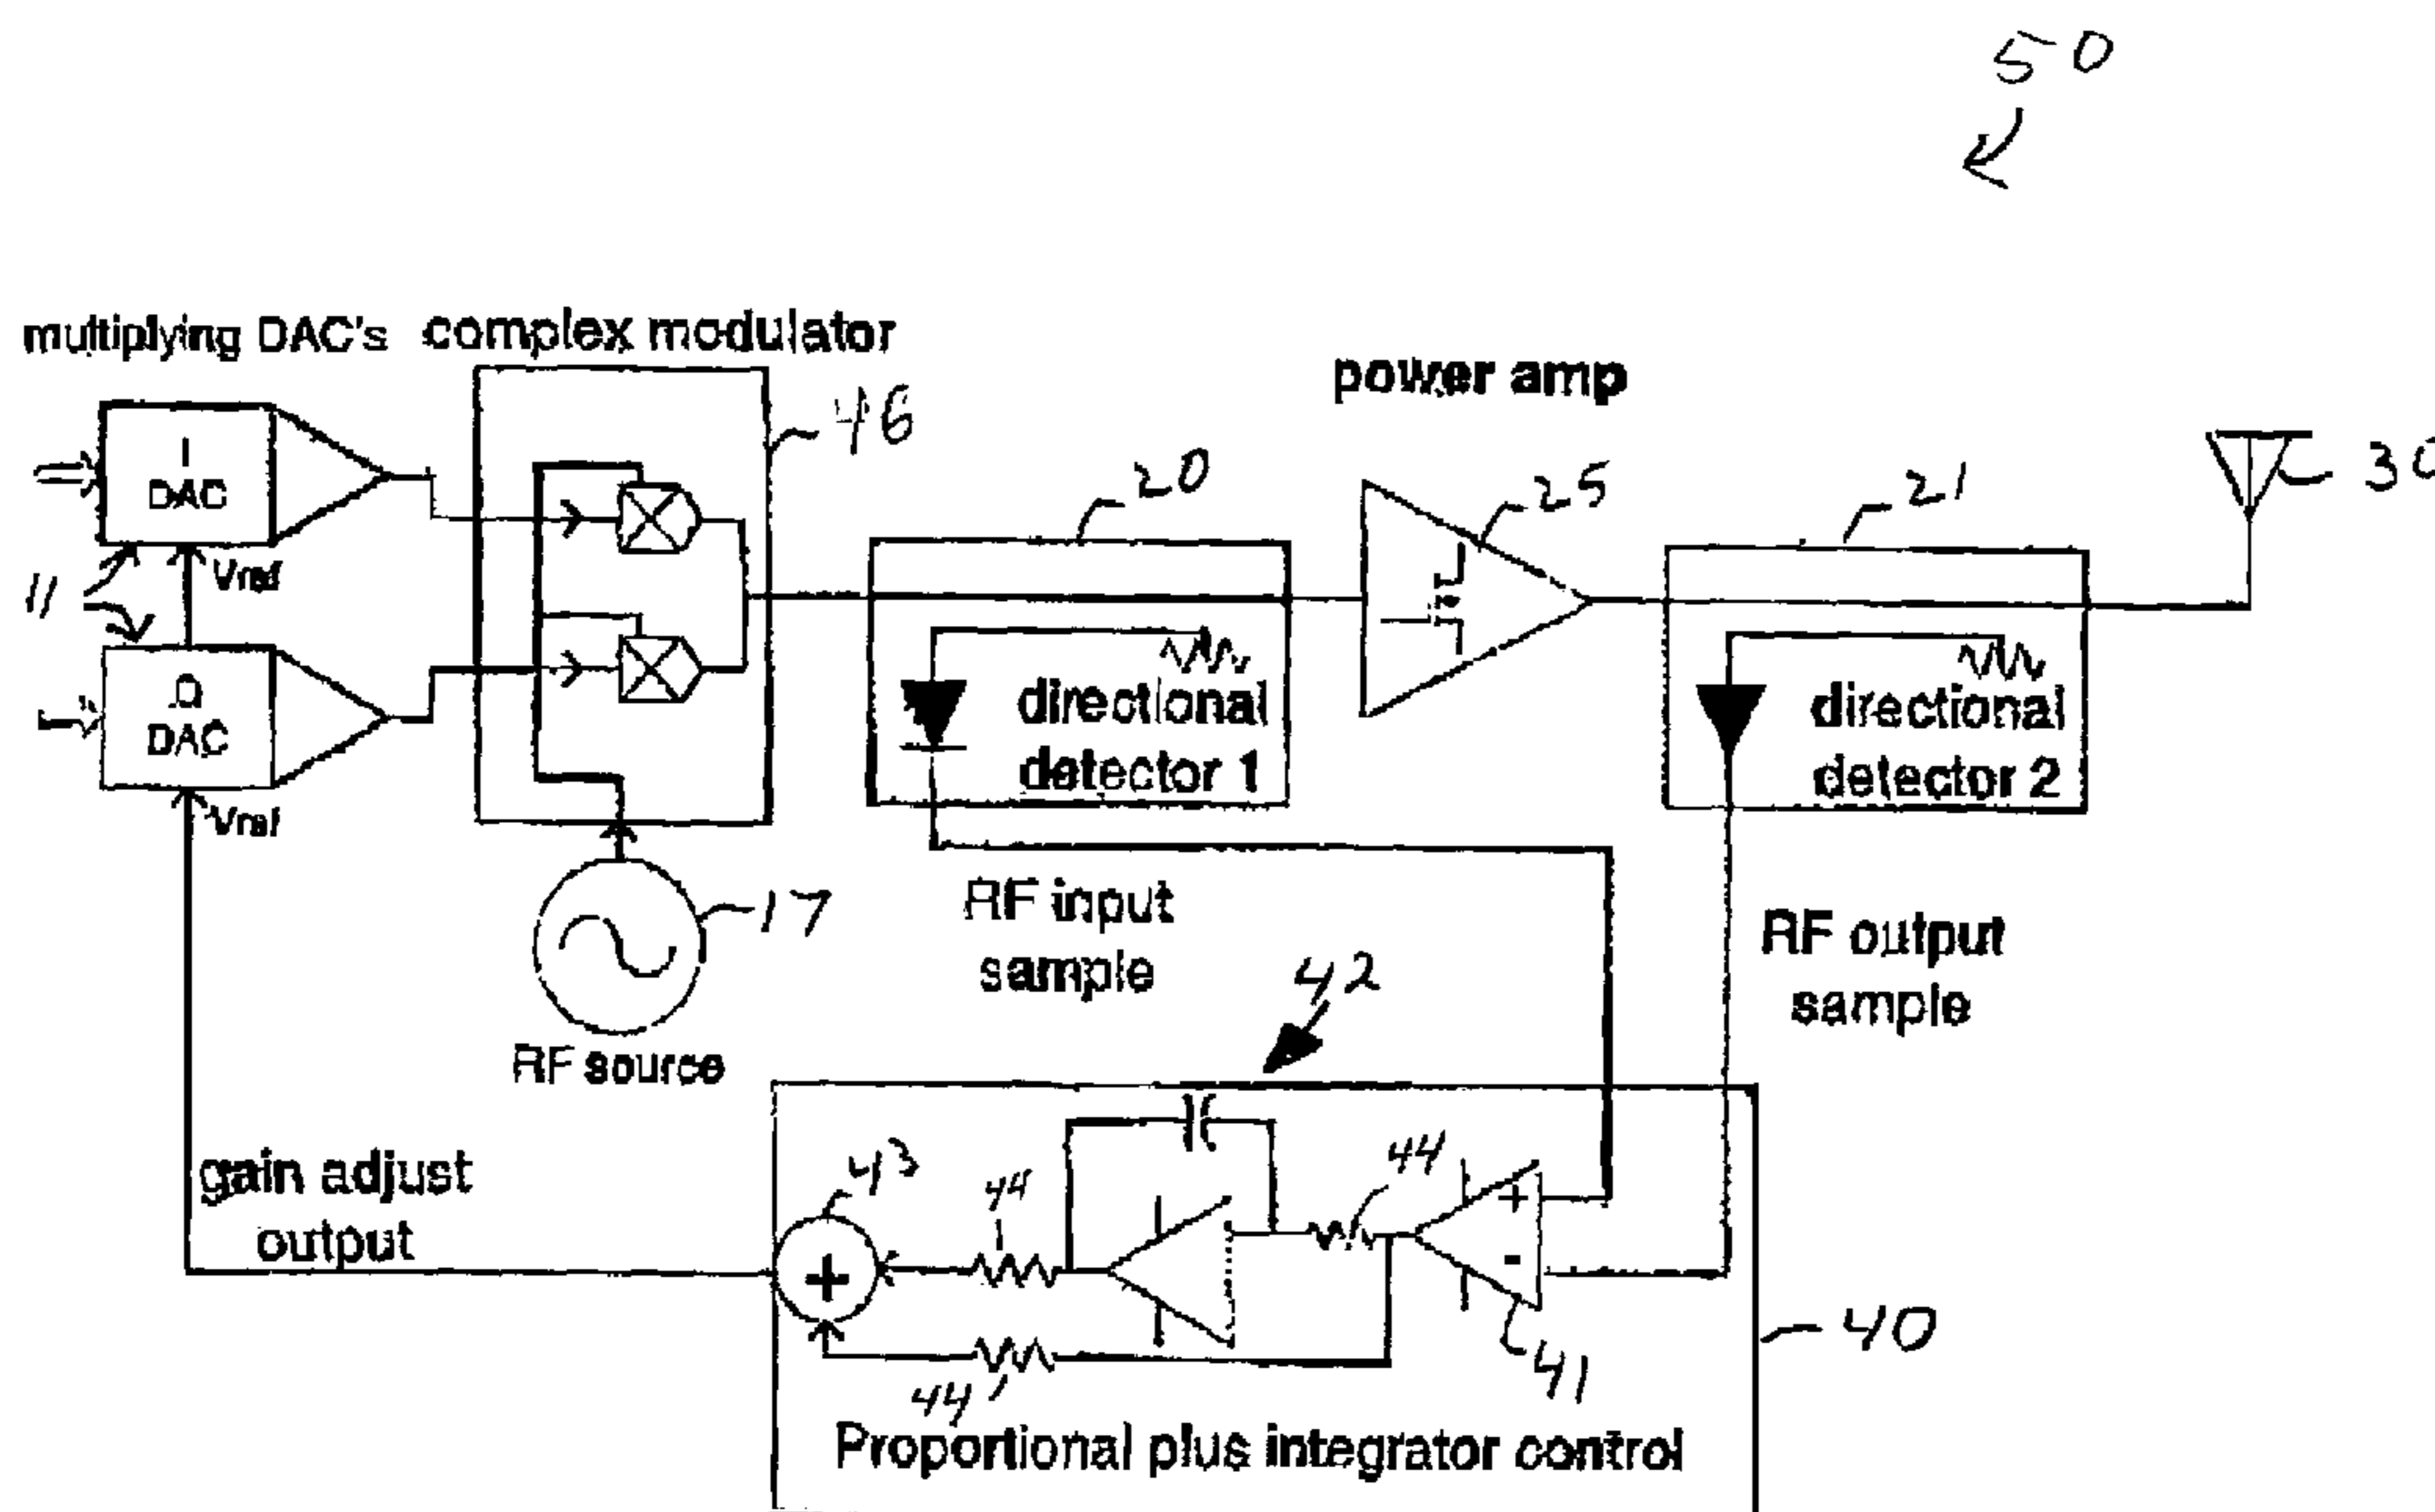 50
multiplying DAC's complex modulator
power amp
46
20
25
21
30
I
DAC
Vref
11
Q
DAC
Vref
directional
detector 1
directional
detector 2
17
RF source
RF input
sample
RF output
sample
42
gain adjust
output
43
44
44
+
-
+
44
41
40
Proportional plus integrator control